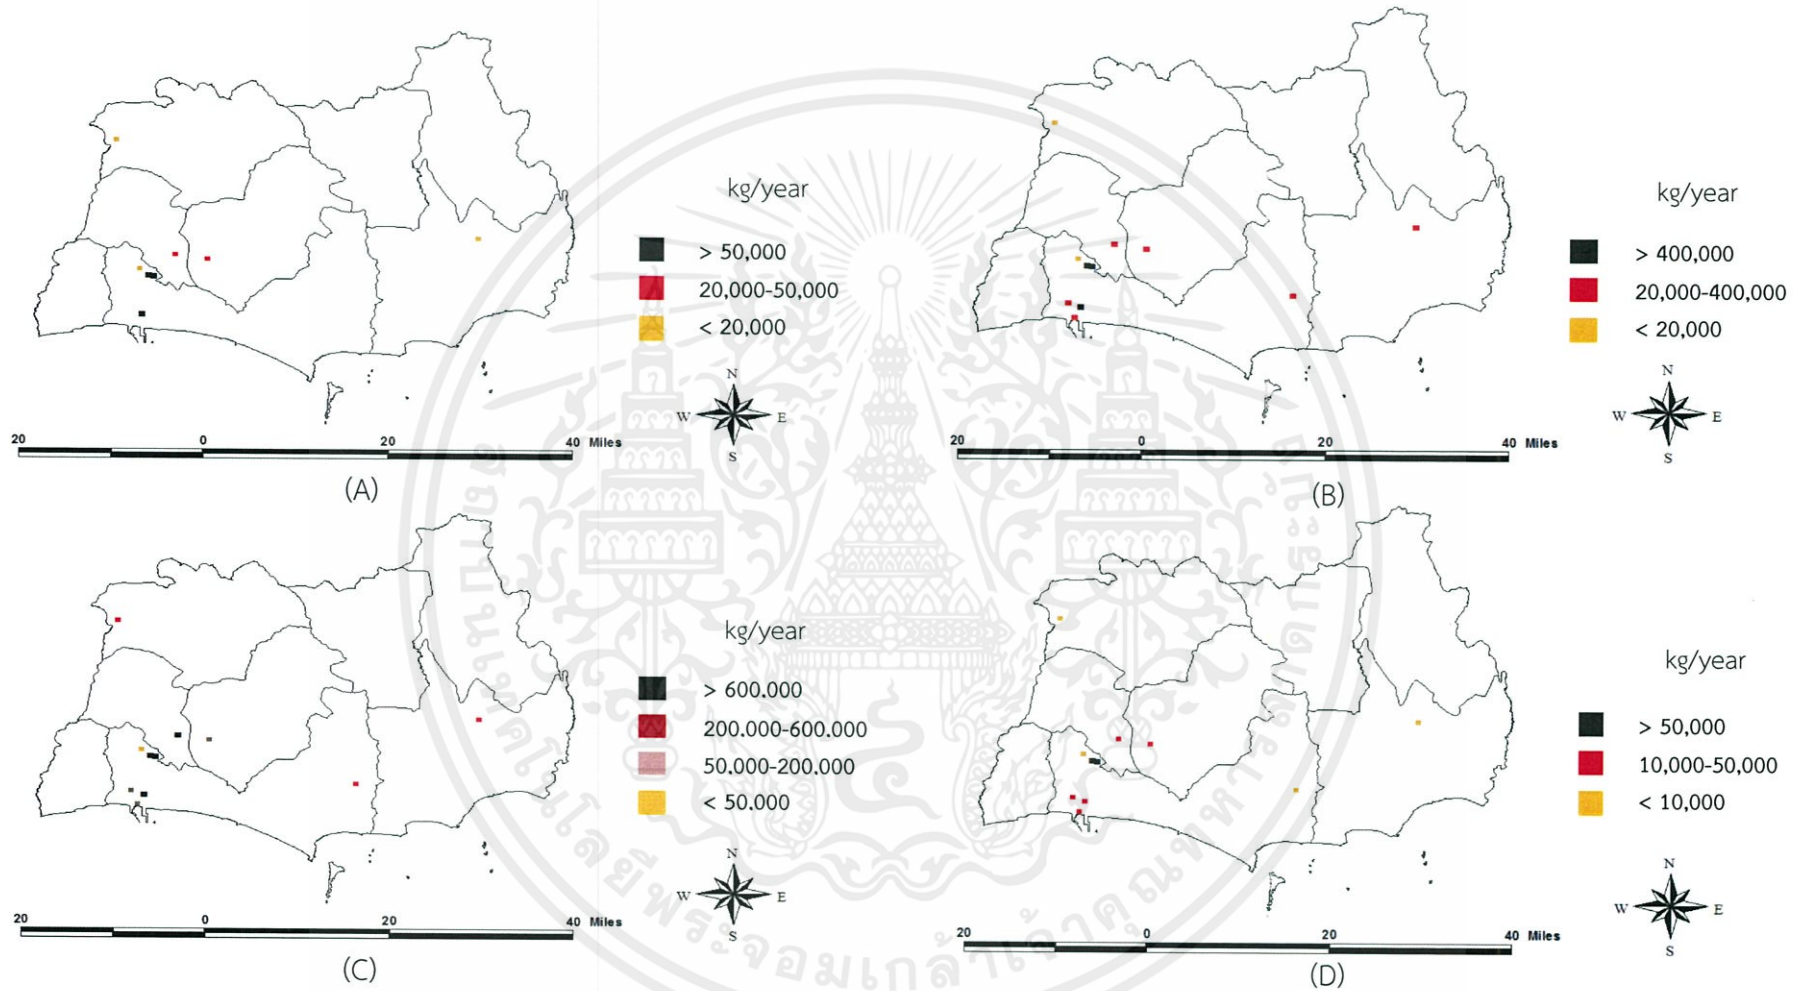 kg/year
> 50,000
20,000-50,000
< 20,000
N
W E
S
20 0 20 40 Miles
(A)
kg/year
> 400,000
20,000-400,000
< 20,000
N
W E
S
20 0 20 40 Miles
(B)
kg/year
> 600.000
200.000-600.000
50,000-200.000
< 50.000
N
W E
S
20 0 20 40 Miles
(C)
kg/year
> 50,000
10,000-50,000
< 10,000
N
W E
S
20 0 20 40 Miles
(D)